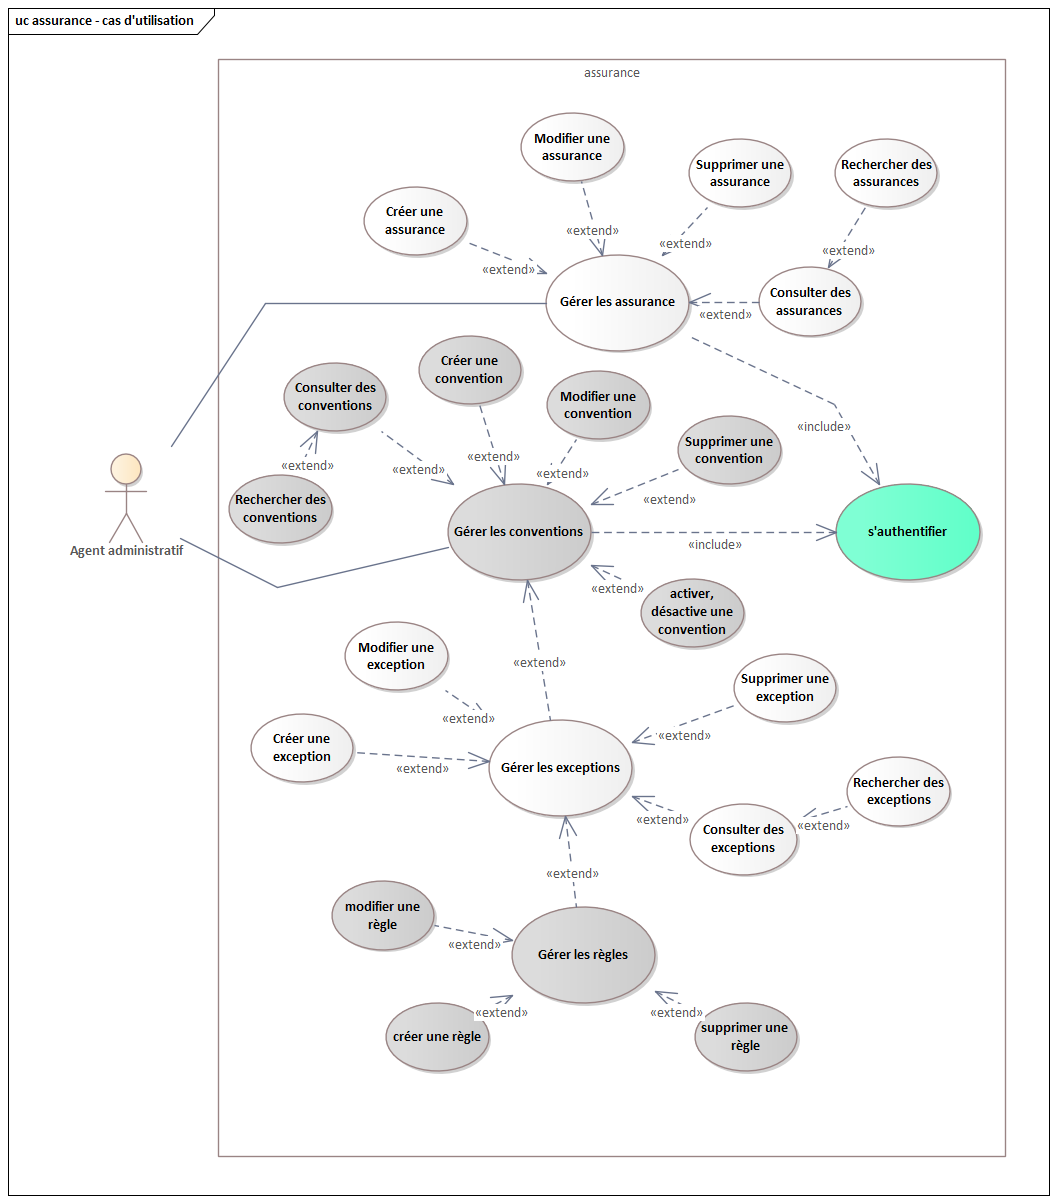 uc assurance - cas d'utilisation
assurance
Modifier une
assurance
Supprimer une
assurance
Rechercher des
assurances
Créer une
assurance
«extend»
«extend»
«extend»
«extend»
Gérer les assurance
Consulter des
assurances
«extend»
Créer une
convention
Consulter des
conventions
Modifier une
convention
«include»
Supprimer une
convention
«extend»
«extend»
«extend»
«extend»
Rechercher des
conventions
«extend»
Gérer les conventions
s'authentifier
«include»
Agent administratif
«extend»
activer,
désactive une
convention
Modifier une
exception
«extend»
Supprimer une
exception
«extend»
Créer une
exception
«extend»
«extend»
Gérer les exceptions
Rechercher des
exceptions
«extend»
«extend»
Consulter des
exceptions
«extend»
modifier une
règle
«extend»
Gérer les règles
«extend»
«extend»
créer une règle
supprimer une
règle